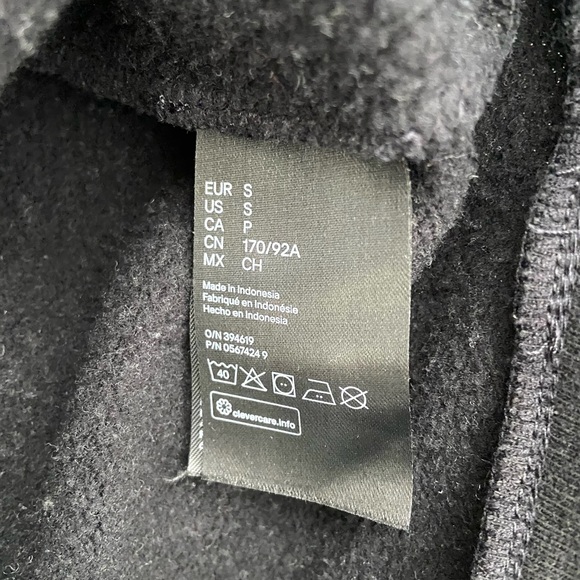 EUR S
US S
CA P
CN 170/92A
MX CH
Made in Indonesia
Fabriqué en Indonésie
Hecho en Indonesia
O/N 394619
P/N 0567424 9
40
clevercare.info